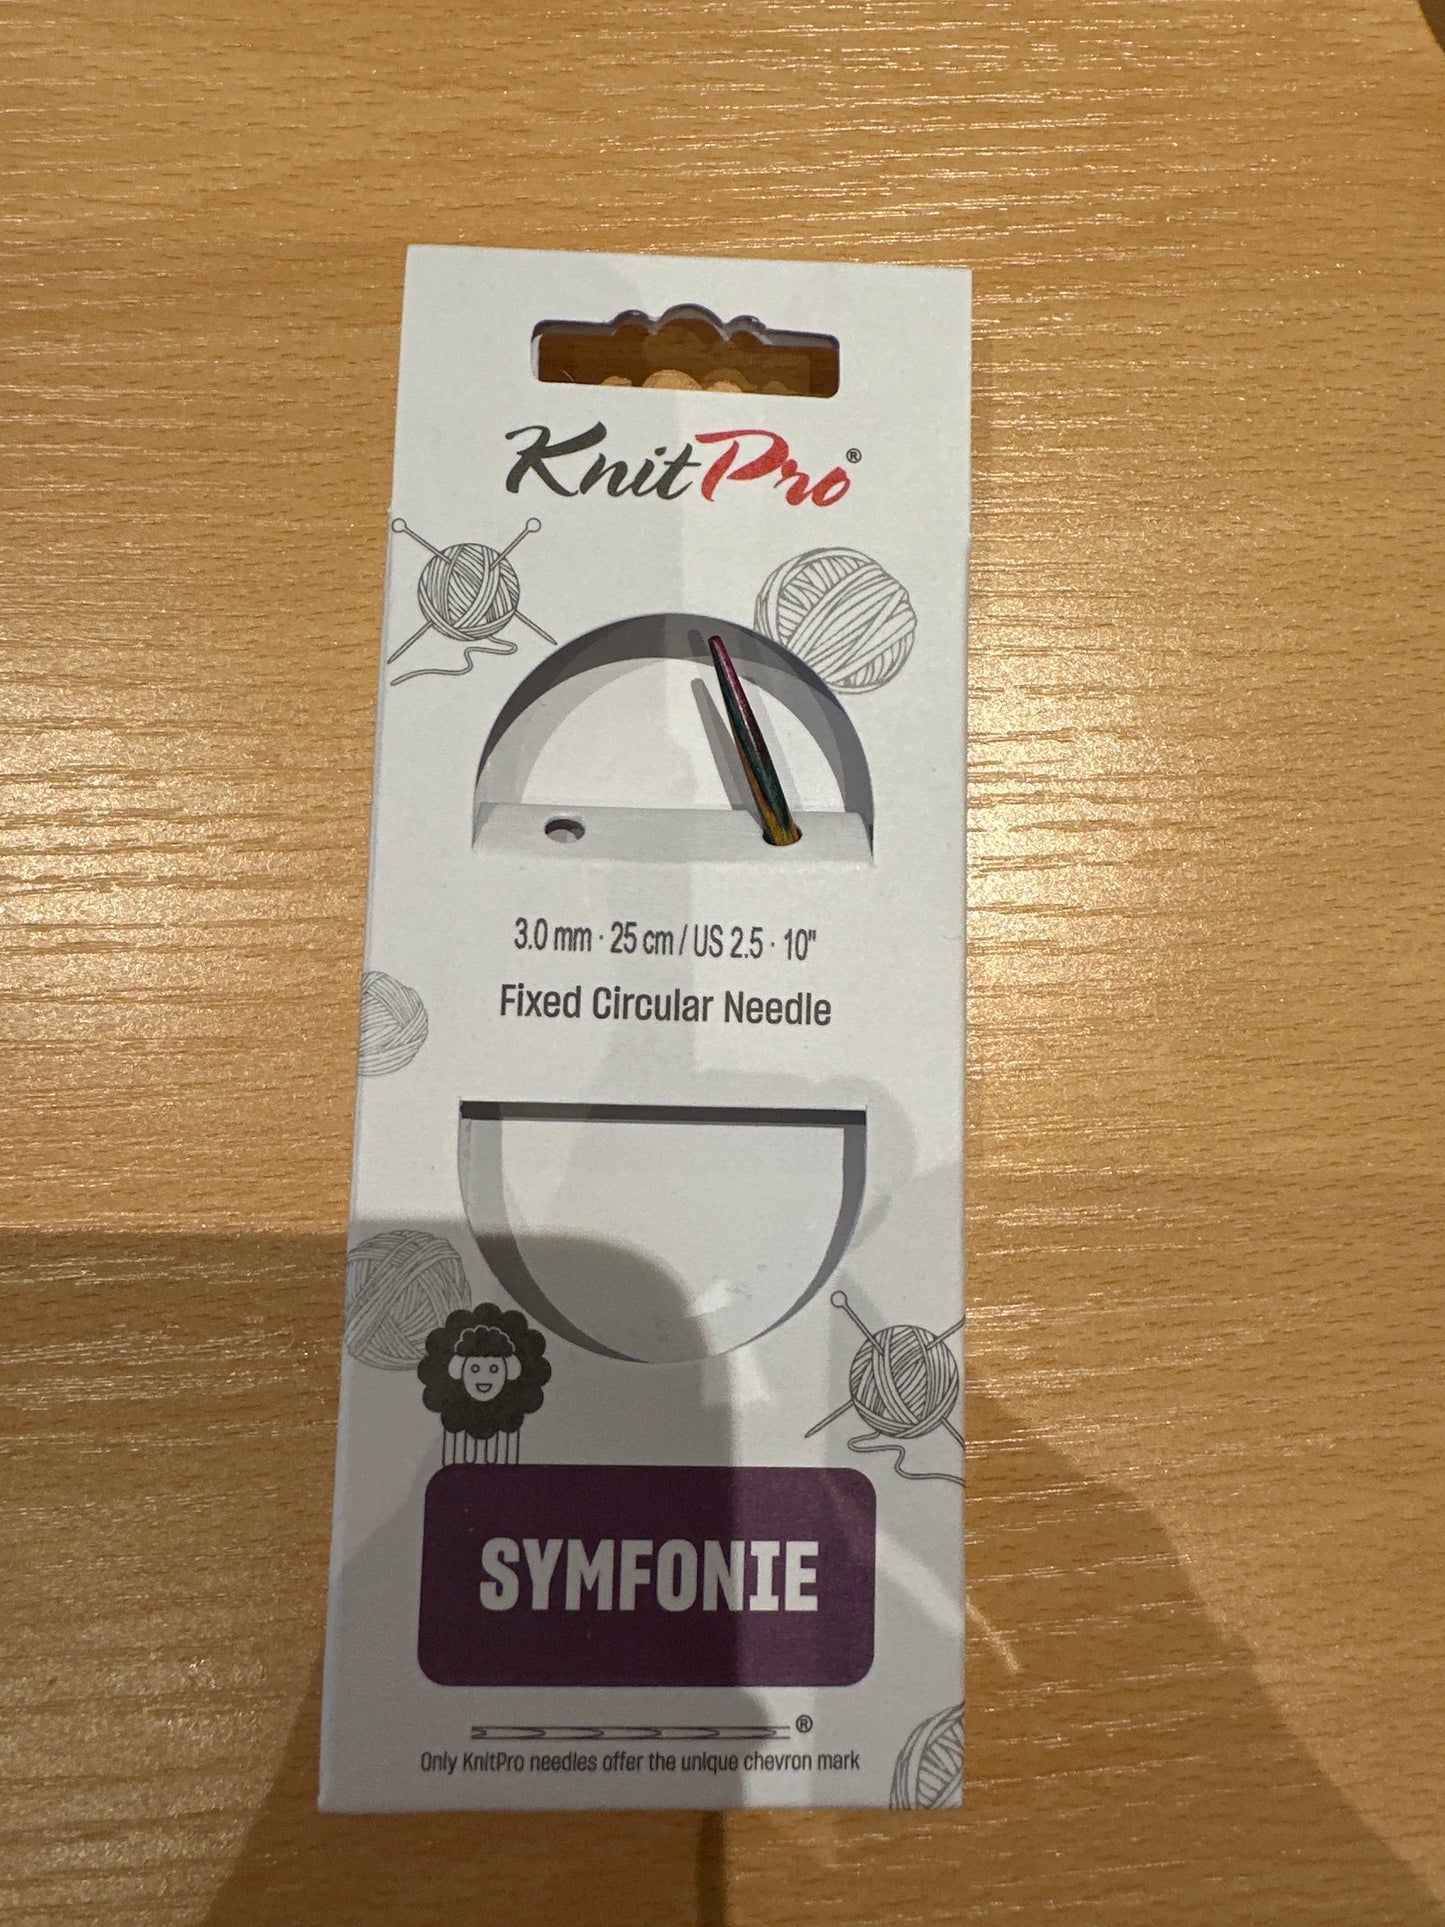 KnitPro®
3.0 mm · 25 cm / US 2.5 · 10"
Fixed Circular Needle
SYMFONIE
®
Only KnitPro needles offer the unique chevron mark